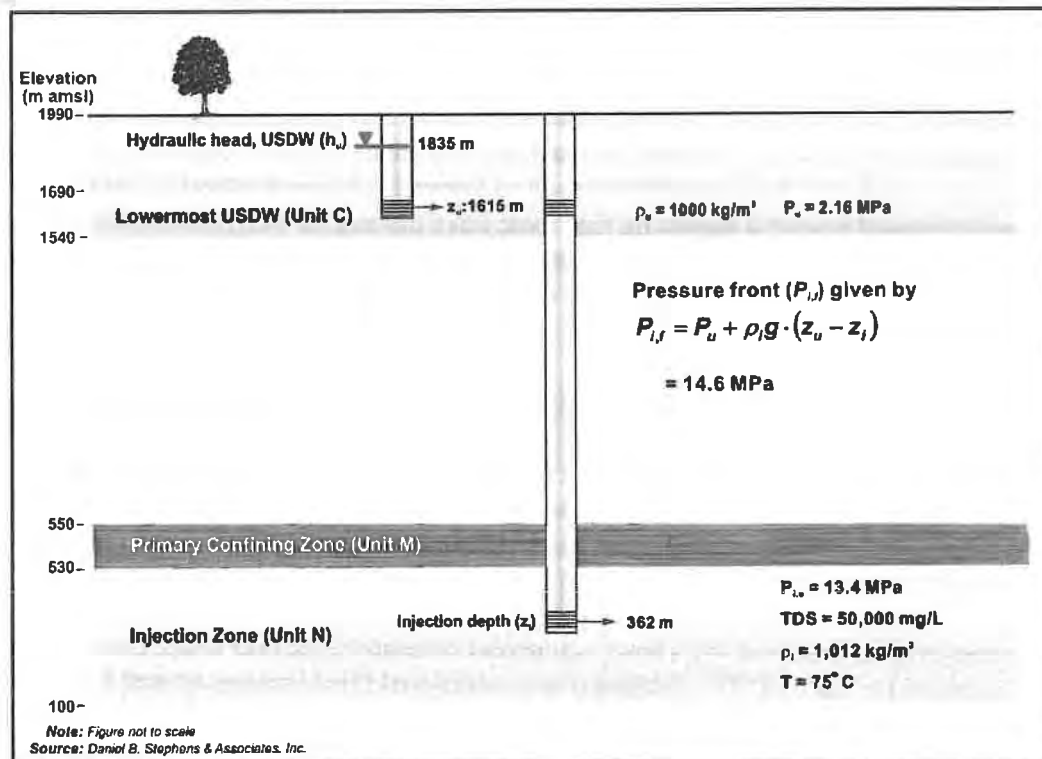 Elevation
(m amsl)
1990
Hydraulic head, USDW (hᵤ)
1835 m
1690
Lowermost USDW (Unit C)
zᵤ:1615 m
ρᵤ = 1000 kg/m³ Pᵤ = 2.16 MPa
1540
Pressure front (Pᵢ,f) given by
Pᵢ,f = Pᵤ + ρᵢg·(zᵤ − zᵢ)
= 14.6 MPa
550
Primary Confining Zone (Unit M)
530
Pᵢ,ₒ = 13.4 MPa
TDS = 50,000 mg/L
Injection depth (zᵢ)
362 m
Injection Zone (Unit N)
ρᵢ = 1,012 kg/m³
T = 75° C
100
Note: Figure not to scale
Source: Daniel B. Stephens & Associates, Inc.